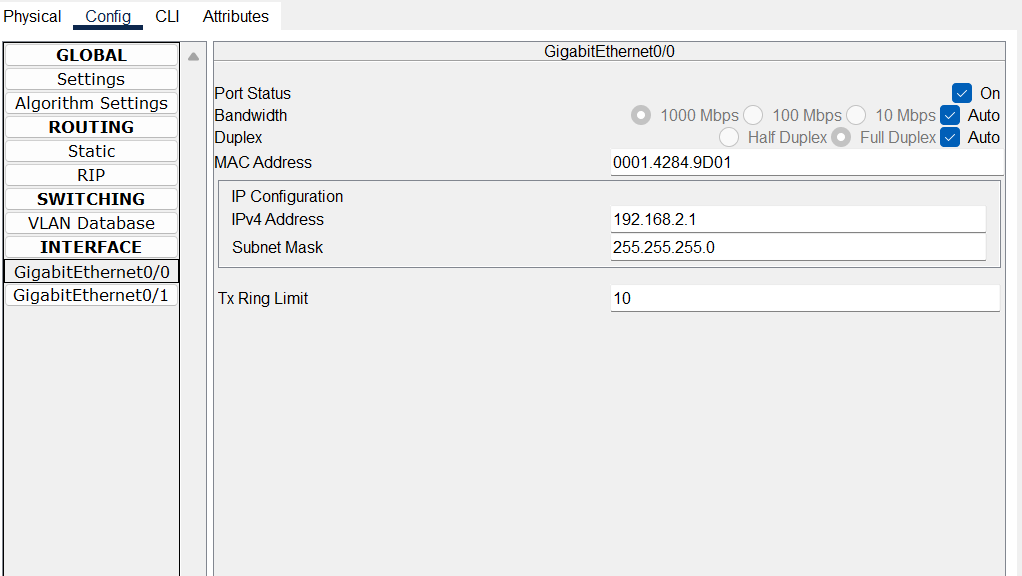 Physical Config CLI Attributes
GLOBAL
Settings
Algorithm Settings
ROUTING
Static
RIP
SWITCHING
VLAN Database
INTERFACE
GigabitEthernet0/0
GigabitEthernet0/1
GigabitEthernet0/0
Port Status On
Bandwidth 1000 Mbps 100 Mbps 10 Mbps Auto
Duplex Half Duplex Full Duplex Auto
MAC Address 0001.4284.9D01
IP Configuration
IPv4 Address 192.168.2.1
Subnet Mask 255.255.255.0
Tx Ring Limit 10